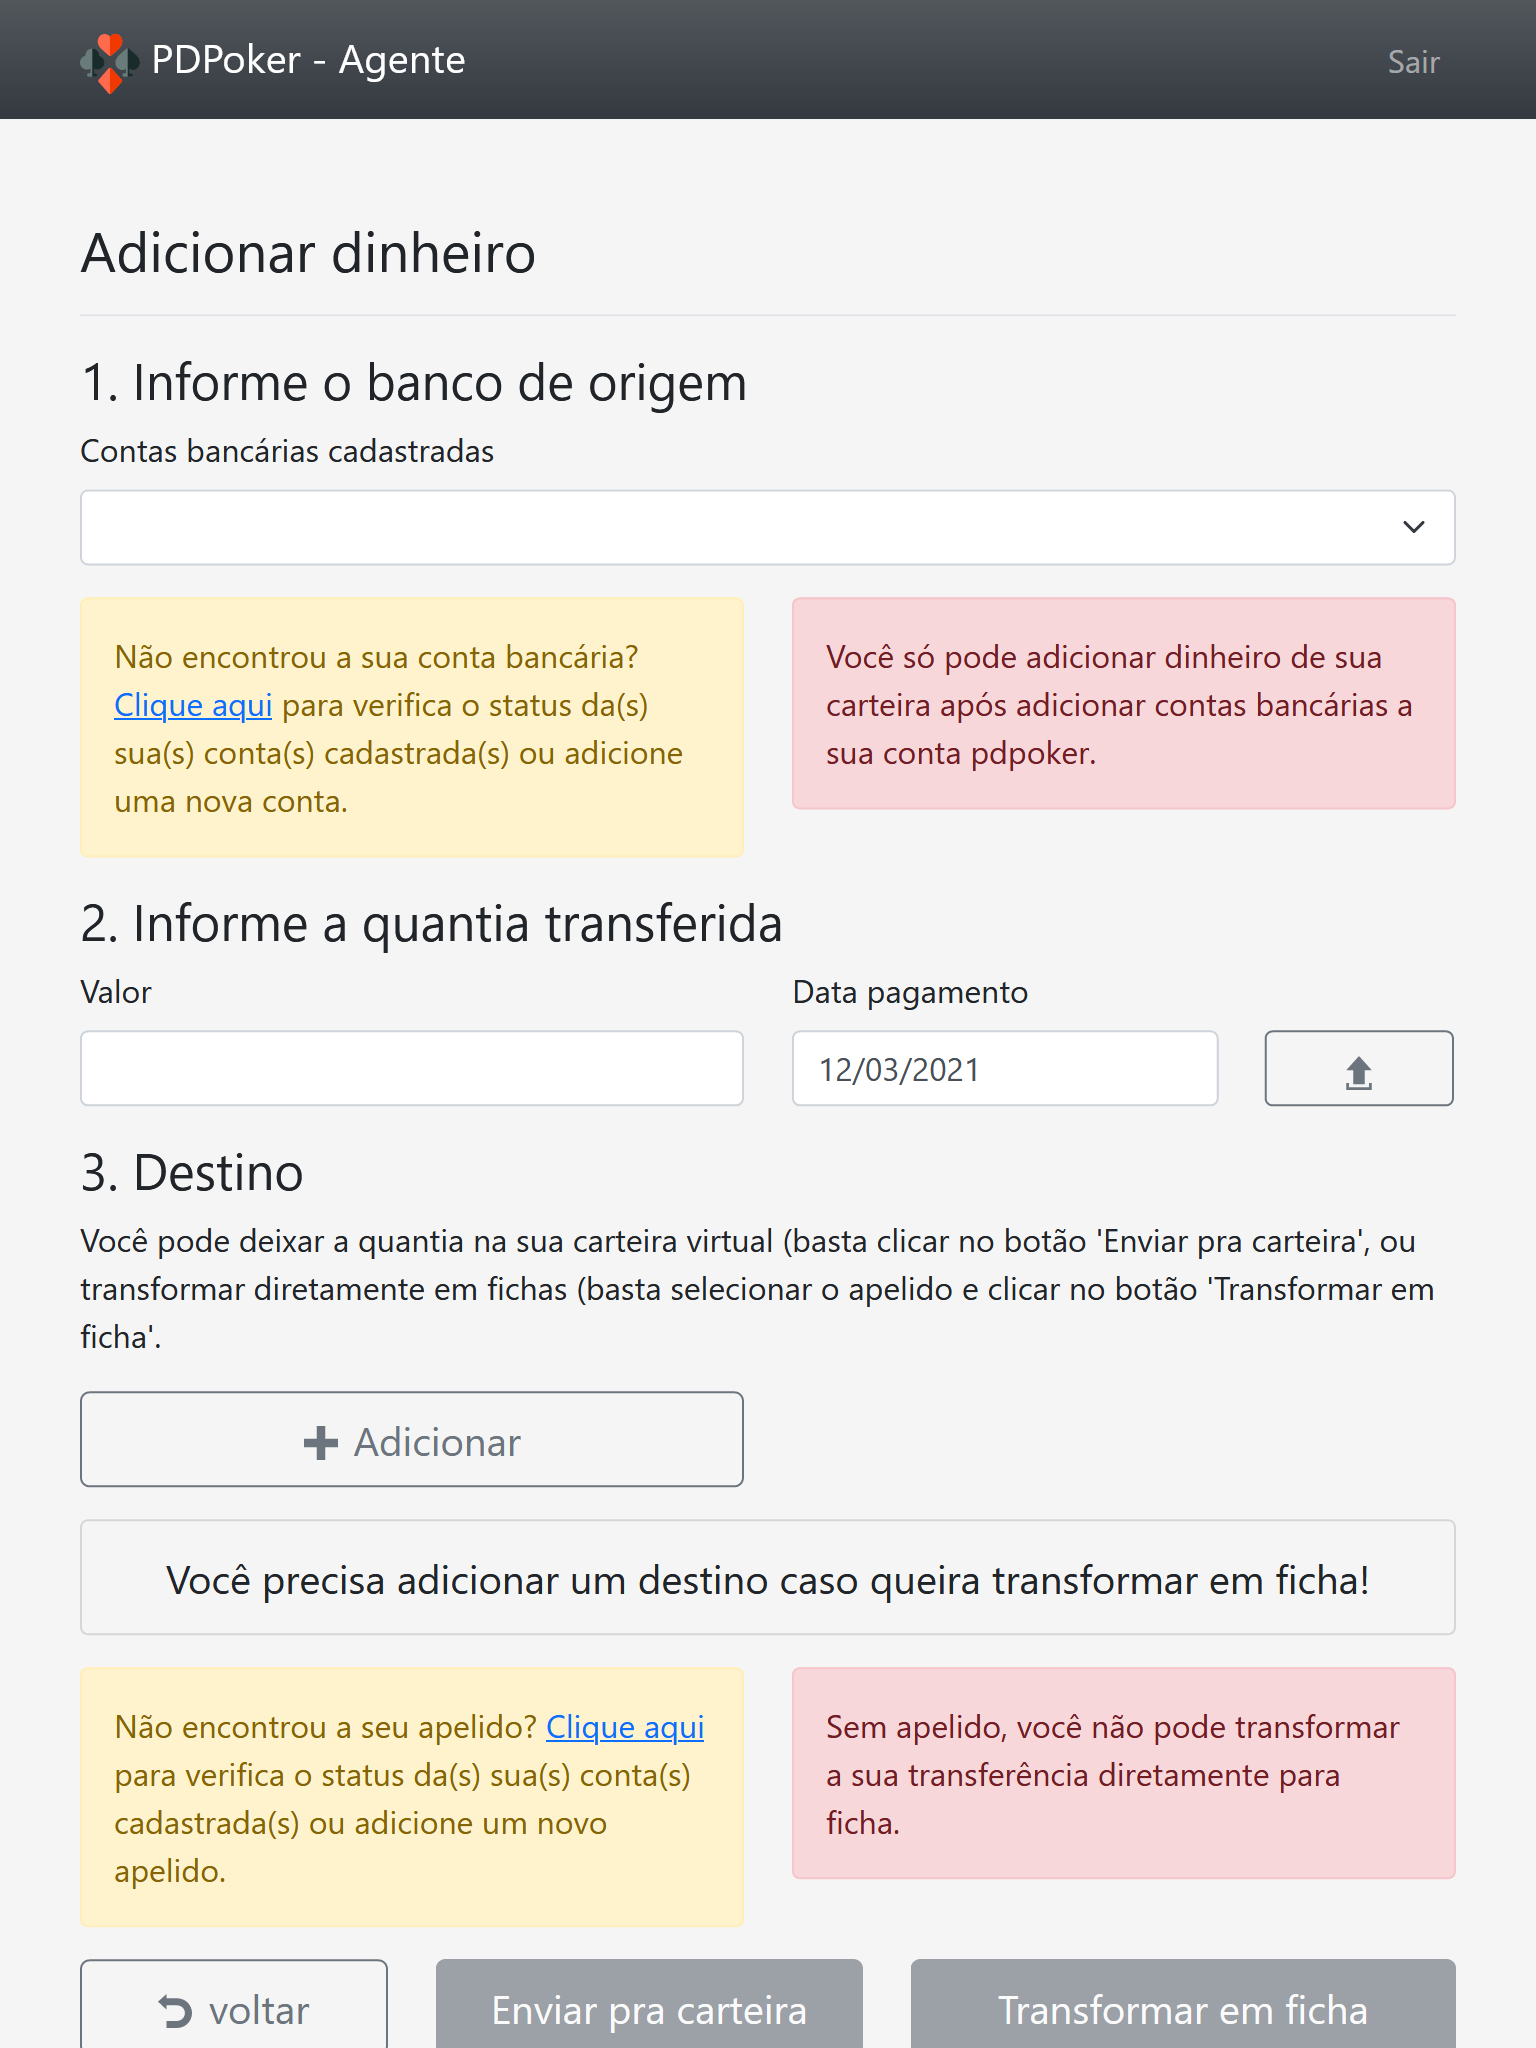 PDPoker - Agente
Sair
Adicionar dinheiro
1. Informe o banco de origem
Contas bancárias cadastradas
Não encontrou a sua conta bancária?
Clique aqui para verifica o status da(s)
sua(s) conta(s) cadastrada(s) ou adicione
uma nova conta.
Você só pode adicionar dinheiro de sua
carteira após adicionar contas bancárias a
sua conta pdpoker.
2. Informe a quantia transferida
Valor
Data pagamento
12/03/2021
3. Destino
Você pode deixar a quantia na sua carteira virtual (basta clicar no botão 'Enviar pra carteira', ou
transformar diretamente em fichas (basta selecionar o apelido e clicar no botão 'Transformar em
ficha'.
Adicionar
Você precisa adicionar um destino caso queira transformar em ficha!
Não encontrou a seu apelido? Clique aqui
para verifica o status da(s) sua(s) conta(s)
cadastrada(s) ou adicione um novo
apelido.
Sem apelido, você não pode transformar
a sua transferência diretamente para
ficha.
voltar
Enviar pra carteira
Transformar em ficha